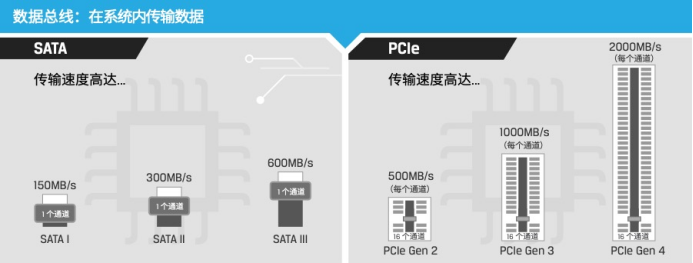 数据总线：在系统内传输数据
SATA
传输速度高达...
150MB/s
1个通道
SATA I
300MB/s
1个通道
SATA II
600MB/s
1个通道
SATA III
PCIe
传输速度高达...
500MB/s
(每个通道)
16 个通道
PCIe Gen 2
1000MB/s
(每个通道)
16 个通道
PCIe Gen 3
2000MB/s
(每个通道)
16 个通道
PCIe Gen 4